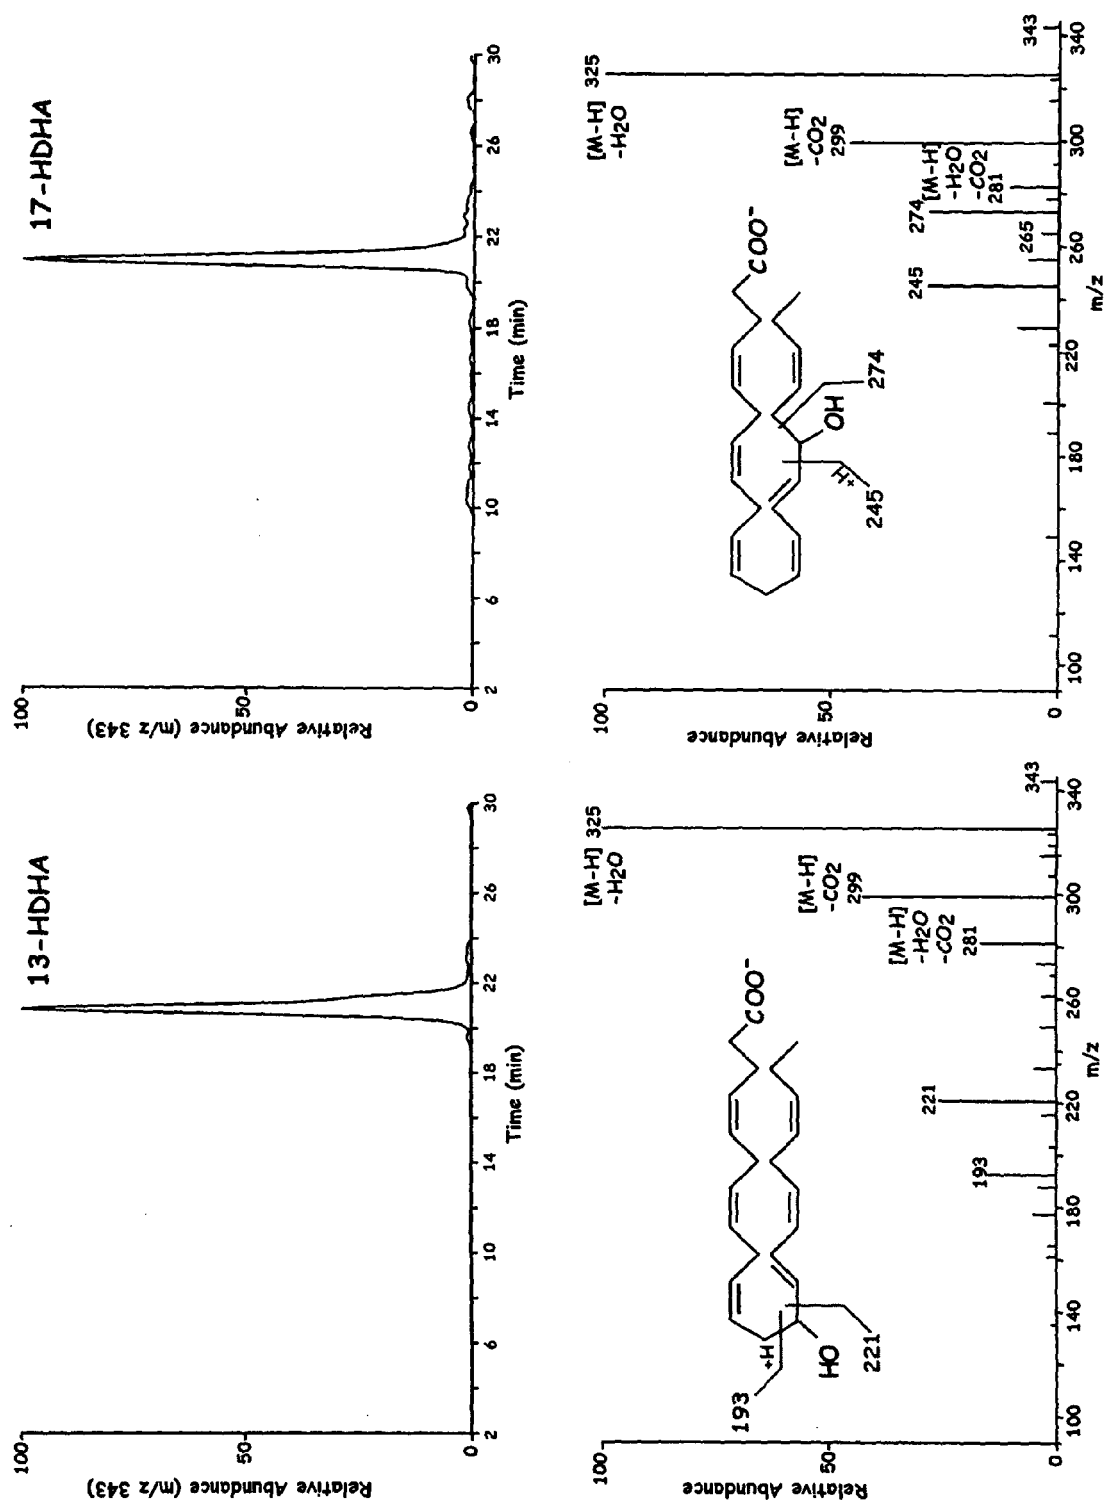 13-HDHA
Relative Abundance (m/z 343)
100
50
0
2 6 10 14 18 22 26 30
Time (min)
17-HDHA
Relative Abundance (m/z 343)
100
50
0
2 6 10 14 18 22 26 30
Time (min)
Relative Abundance
100
50
0
[M-H] 325
-H2O
[M-H]
-CO2
299
[M-H]
-H2O
-CO2
281
343
221
193
COO-
+H
HO
193
221
100 140 180 220 260 300 340
m/z
Relative Abundance
100
50
0
[M-H] 325
-H2O
[M-H]
-CO2
299
[M-H]
-H2O
-CO2
281
343
274
265
245
COO-
OH
274
H+
245
100 140 180 220 260 300 340
m/z